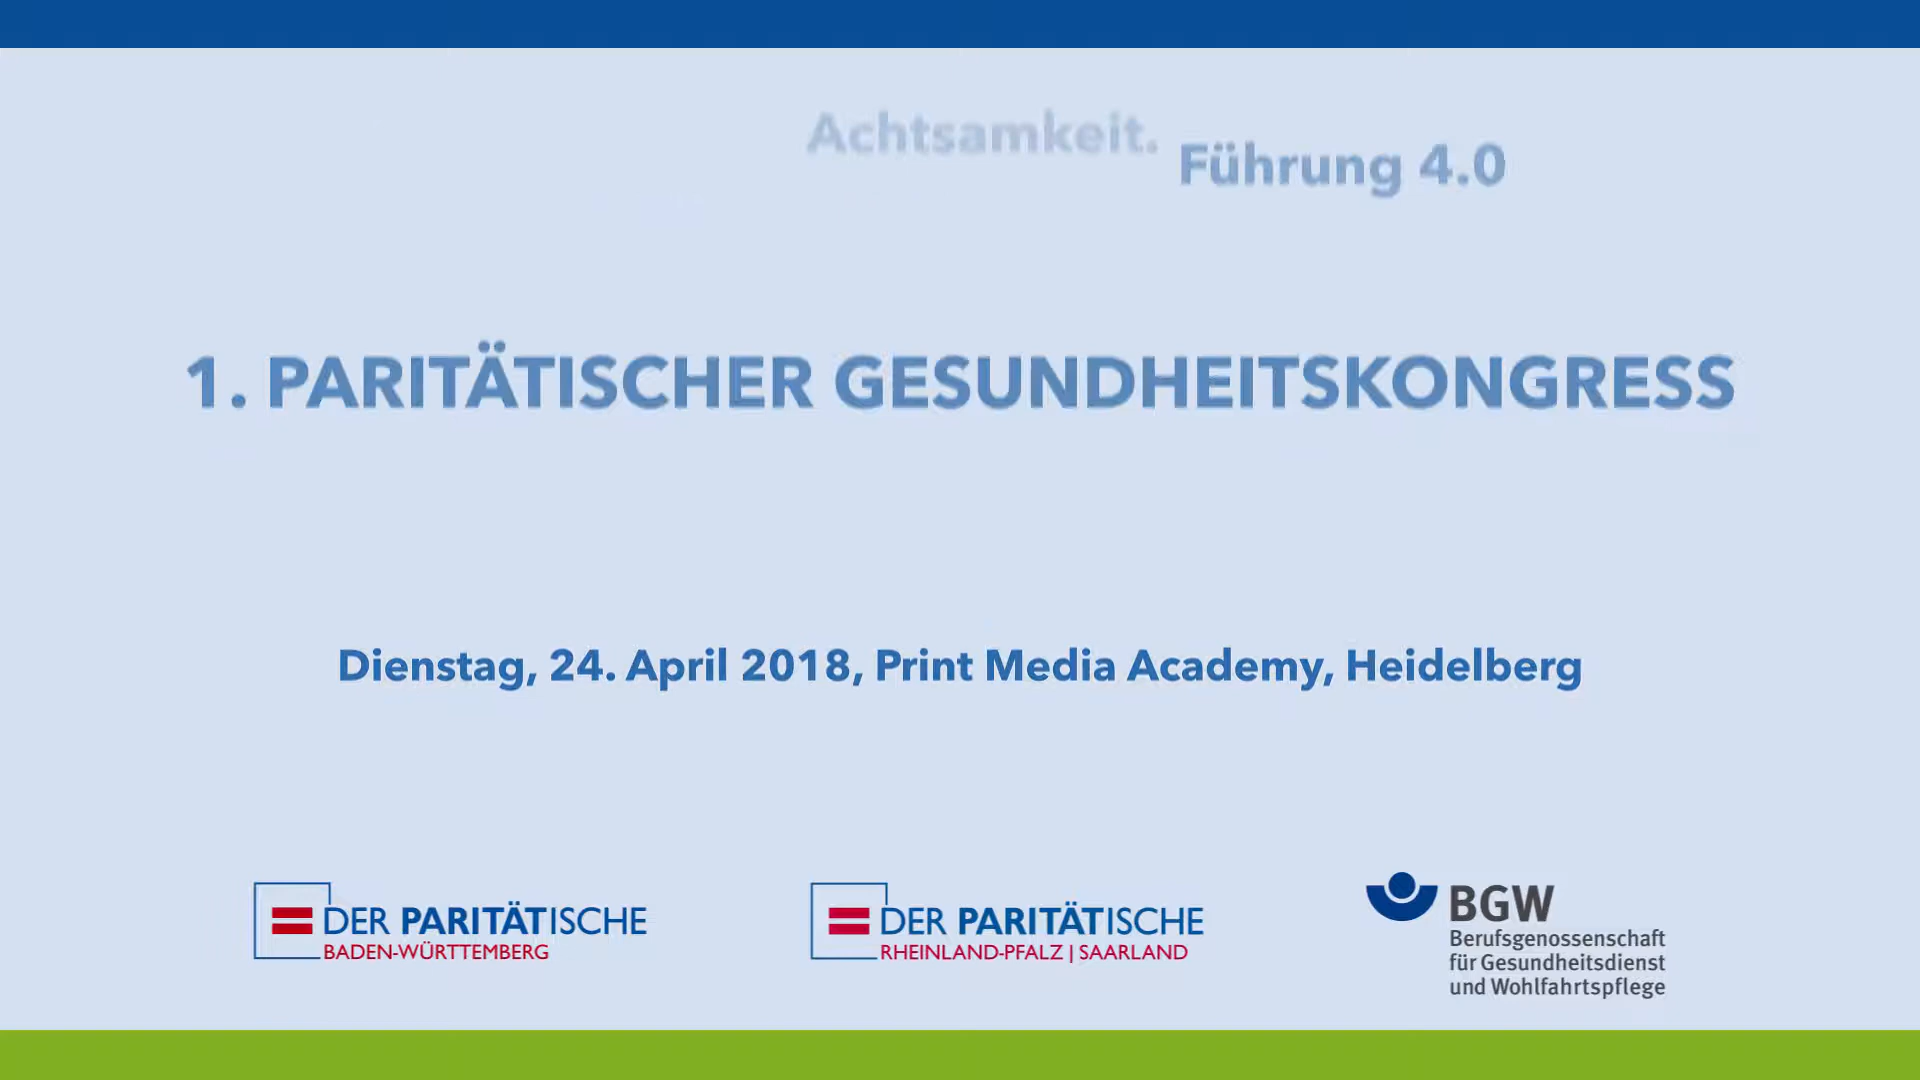 Achtsamkeit.
Führung 4.0
1. PARITÄTISCHER GESUNDHEITSKONGRESS
Dienstag, 24. April 2018, Print Media Academy, Heidelberg
DER PARITÄTISCHE
BADEN-WÜRTTEMBERG
DER PARITÄTISCHE
RHEINLAND-PFALZ | SAARLAND
BGW
Berufsgenossenschaft
für Gesundheitsdienst
und Wohlfahrtspflege